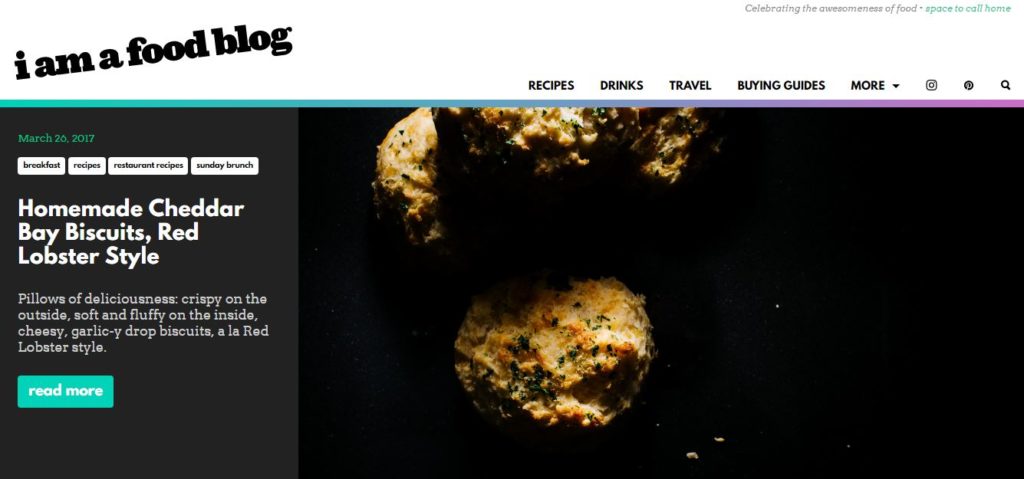 Celebrating the awesomeness of food • space to call home
i am a food blog
RECIPES DRINKS TRAVEL BUYING GUIDES MORE
March 26, 2017
breakfast recipes restaurant recipes sunday brunch
Homemade Cheddar
Bay Biscuits, Red
Lobster Style
Pillows of deliciousness: crispy on the
outside, soft and fluffy on the inside,
cheesy, garlic-y drop biscuits, a la Red
Lobster style.
read more